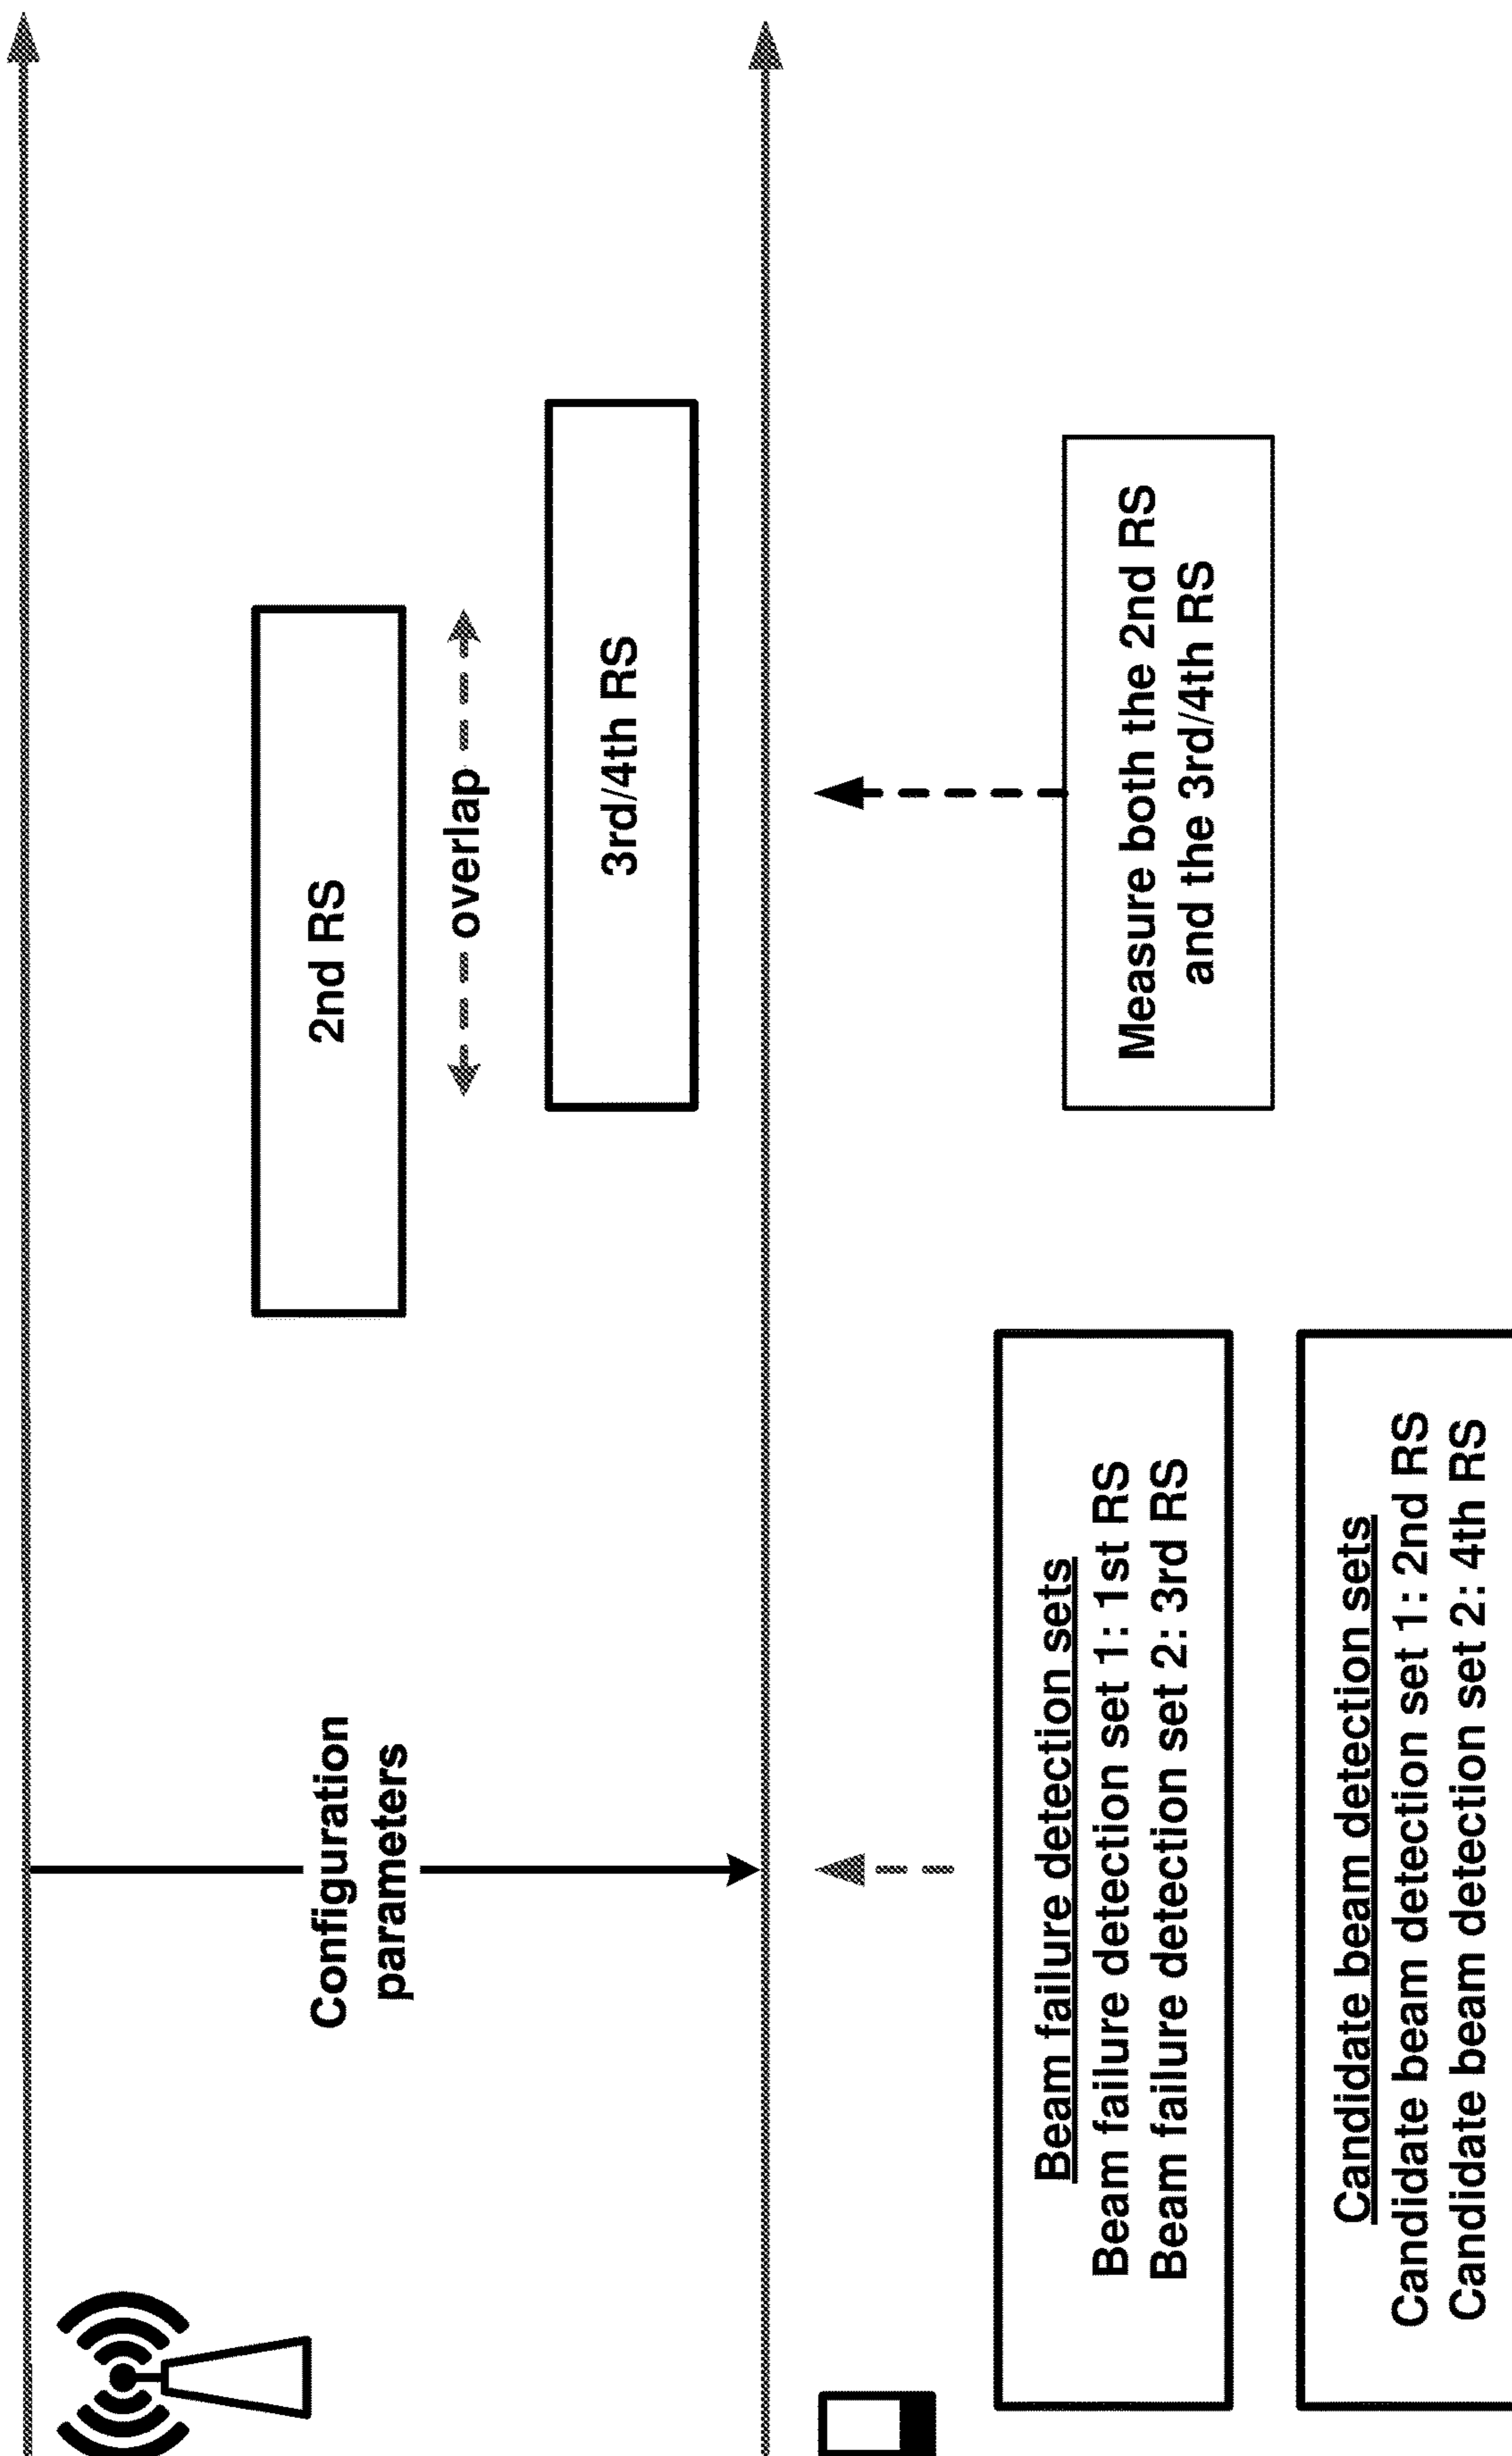 Configuration
parameters
2nd RS
overlap
3rd/4th RS
Beam failure detection sets
Beam failure detection set 1: 1st RS
Beam failure detection set 2: 3rd RS
Candidate beam detection sets
Candidate beam detection set 1: 2nd RS
Candidate beam detection set 2: 4th RS
Measure both the 2nd RS
and the 3rd/4th RS